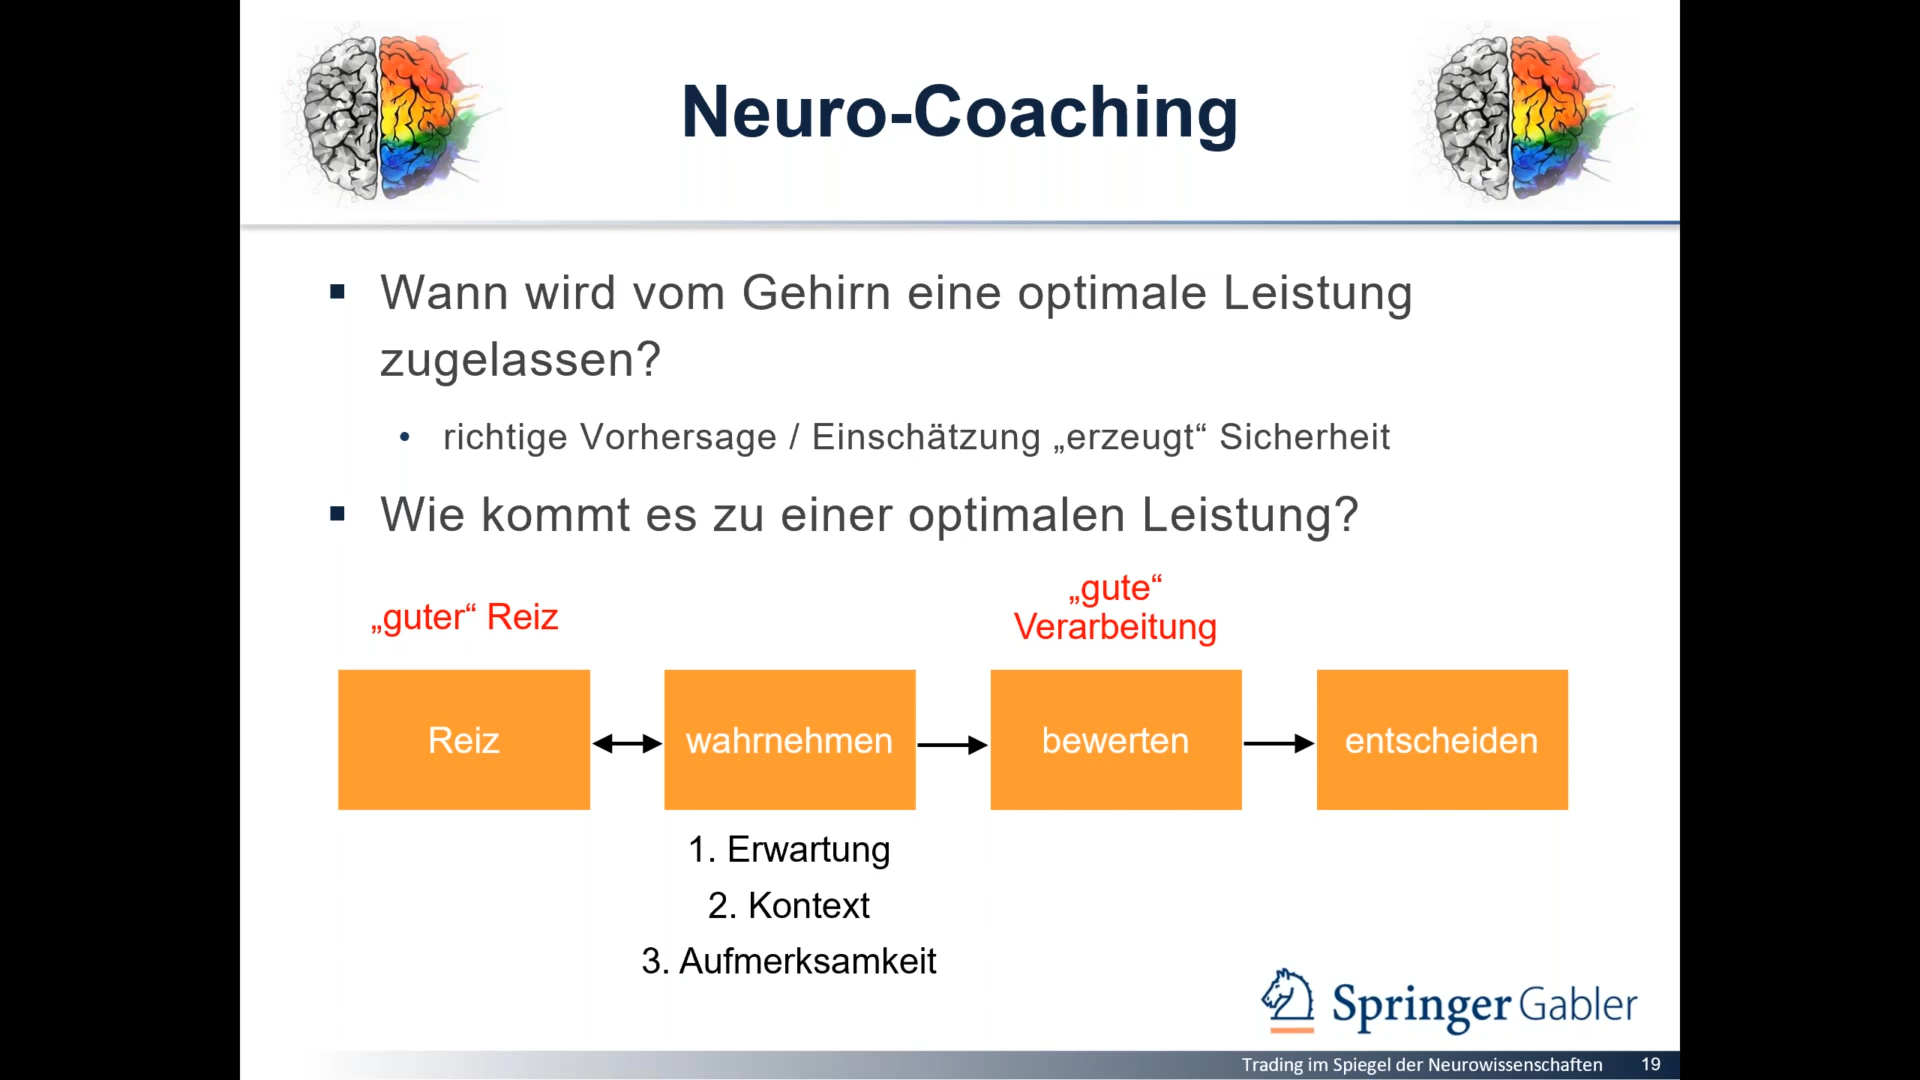 Neuro-Coaching
▪ Wann wird vom Gehirn eine optimale Leistung
zugelassen?
• richtige Vorhersage / Einschätzung „erzeugt“ Sicherheit
▪ Wie kommt es zu einer optimalen Leistung?
„guter“ Reiz
„gute“
Verarbeitung
Reiz
wahrnehmen
bewerten
entscheiden
1. Erwartung
2. Kontext
3. Aufmerksamkeit
Springer Gabler
Trading im Spiegel der Neurowissenschaften 19